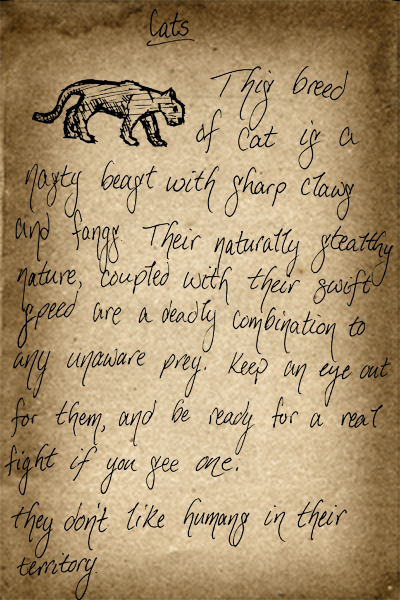 Cats
This breed
of cat is a
nasty beast with sharp claws
and fangs. Their naturally stealthy
nature, coupled with their swift
speed are a deadly combination to
any unaware prey. Keep an eye out
for them, and be ready for a real
fight if you see one.
they don't like humans in their
territory